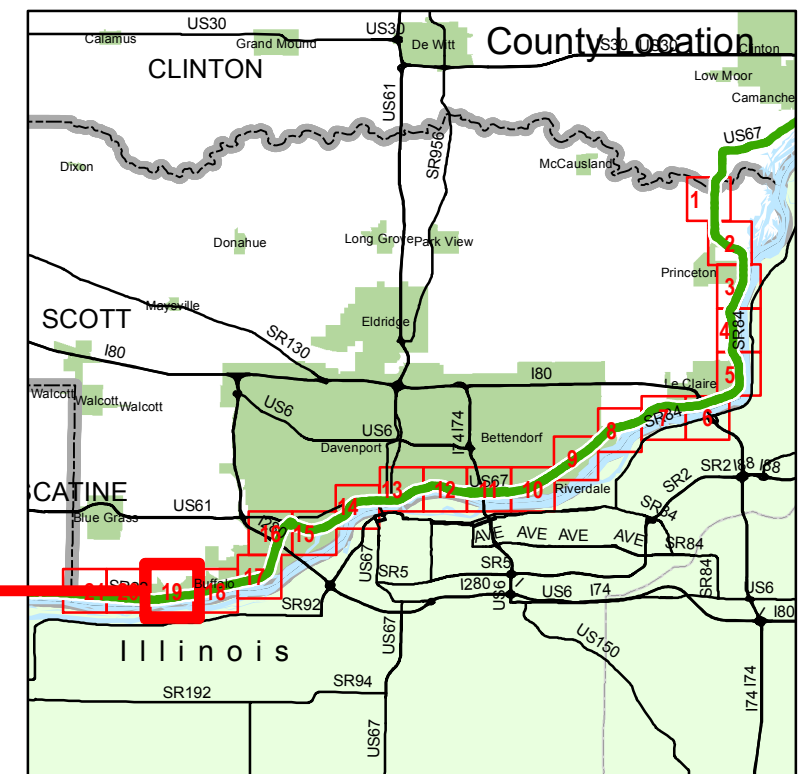 US30
US30
Calamus
Grand Mound
De Witt
County Location
US30 US30
Clinton
CLINTON
Low Moor
Camanche
US61
SR956
US67
Dixon
McCausland
1
2
Donahue
Long Grove
Park View
Princeton
3
Maysville
SCOTT
Eldridge
SR130
4
SR84
I80
I80
5
Le Claire
Walcott
Walcott
Walcott
US6
US6
I74
I74
Davenport
Bettendorf
8
7
SR84
6
9
SR2
I88
I88
SCATINE
US67
SR2
US61
14
13
12
11
10
Riverdale
Blue Grass
I280
16
15
SR84
AVE
AVE
AVE
AVE
SR84
US67
SR5
SR5
SR84
17
Buffalo
19
18
I280
I
US6
I74
US6
US6
SR92
I80
Illinois
US67
US150
SR192
SR94
I74
I74
US67